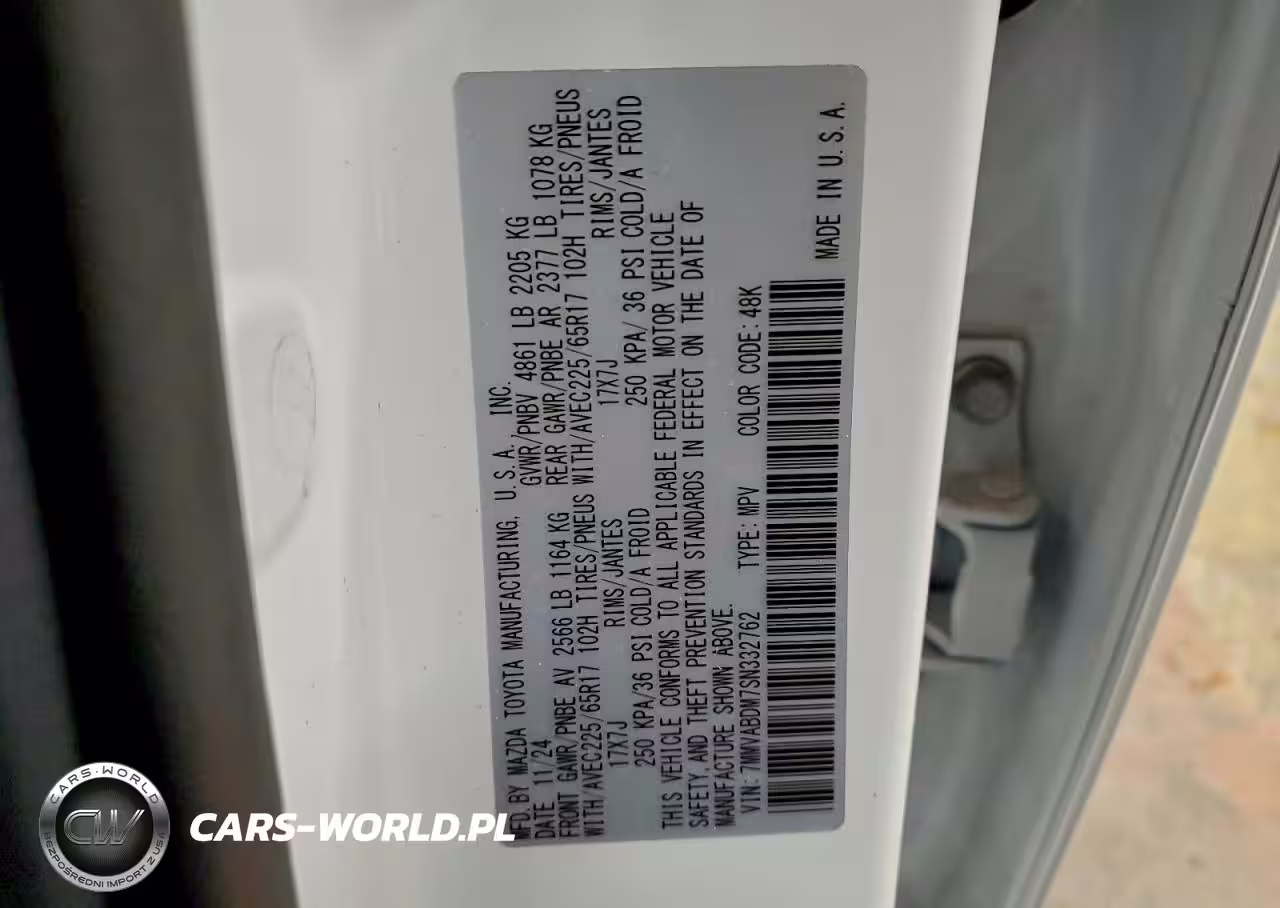 MFD. BY MAZDA TOYOTA MANUFACTURING, U.S.A. INC.
DATE 11/24 GVWR/PNBV 4861 LB 2205 KG
FRONT GAWR/PNBE AV 2566 LB 1164 KG REAR GAWR/PNBE AR 2377 LB 1078 KG
WITH/AVEC225/65R17 102H TIRES/PNEUS WITH/AVEC225/65R17 102H TIRES/PNEUS
17X7J RIMS/JANTES 17X7J RIMS/JANTES
250 KPA/36 PSI COLD/A FROID 250 KPA/ 36 PSI COLD/A FROID
THIS VEHICLE CONFORMS TO ALL APPLICABLE FEDERAL MOTOR VEHICLE
SAFETY, AND THEFT PREVENTION STANDARDS IN EFFECT ON THE DATE OF
MANUFACTURE SHOWN ABOVE.
VIN: 7MMVABDM7SN332762 TYPE: MPV COLOR CODE: 48K
MADE IN U.S.A.
CARS-WORLD
CW
BEZPOŚREDNI IMPORT Z USA
CARS-WORLD.PL